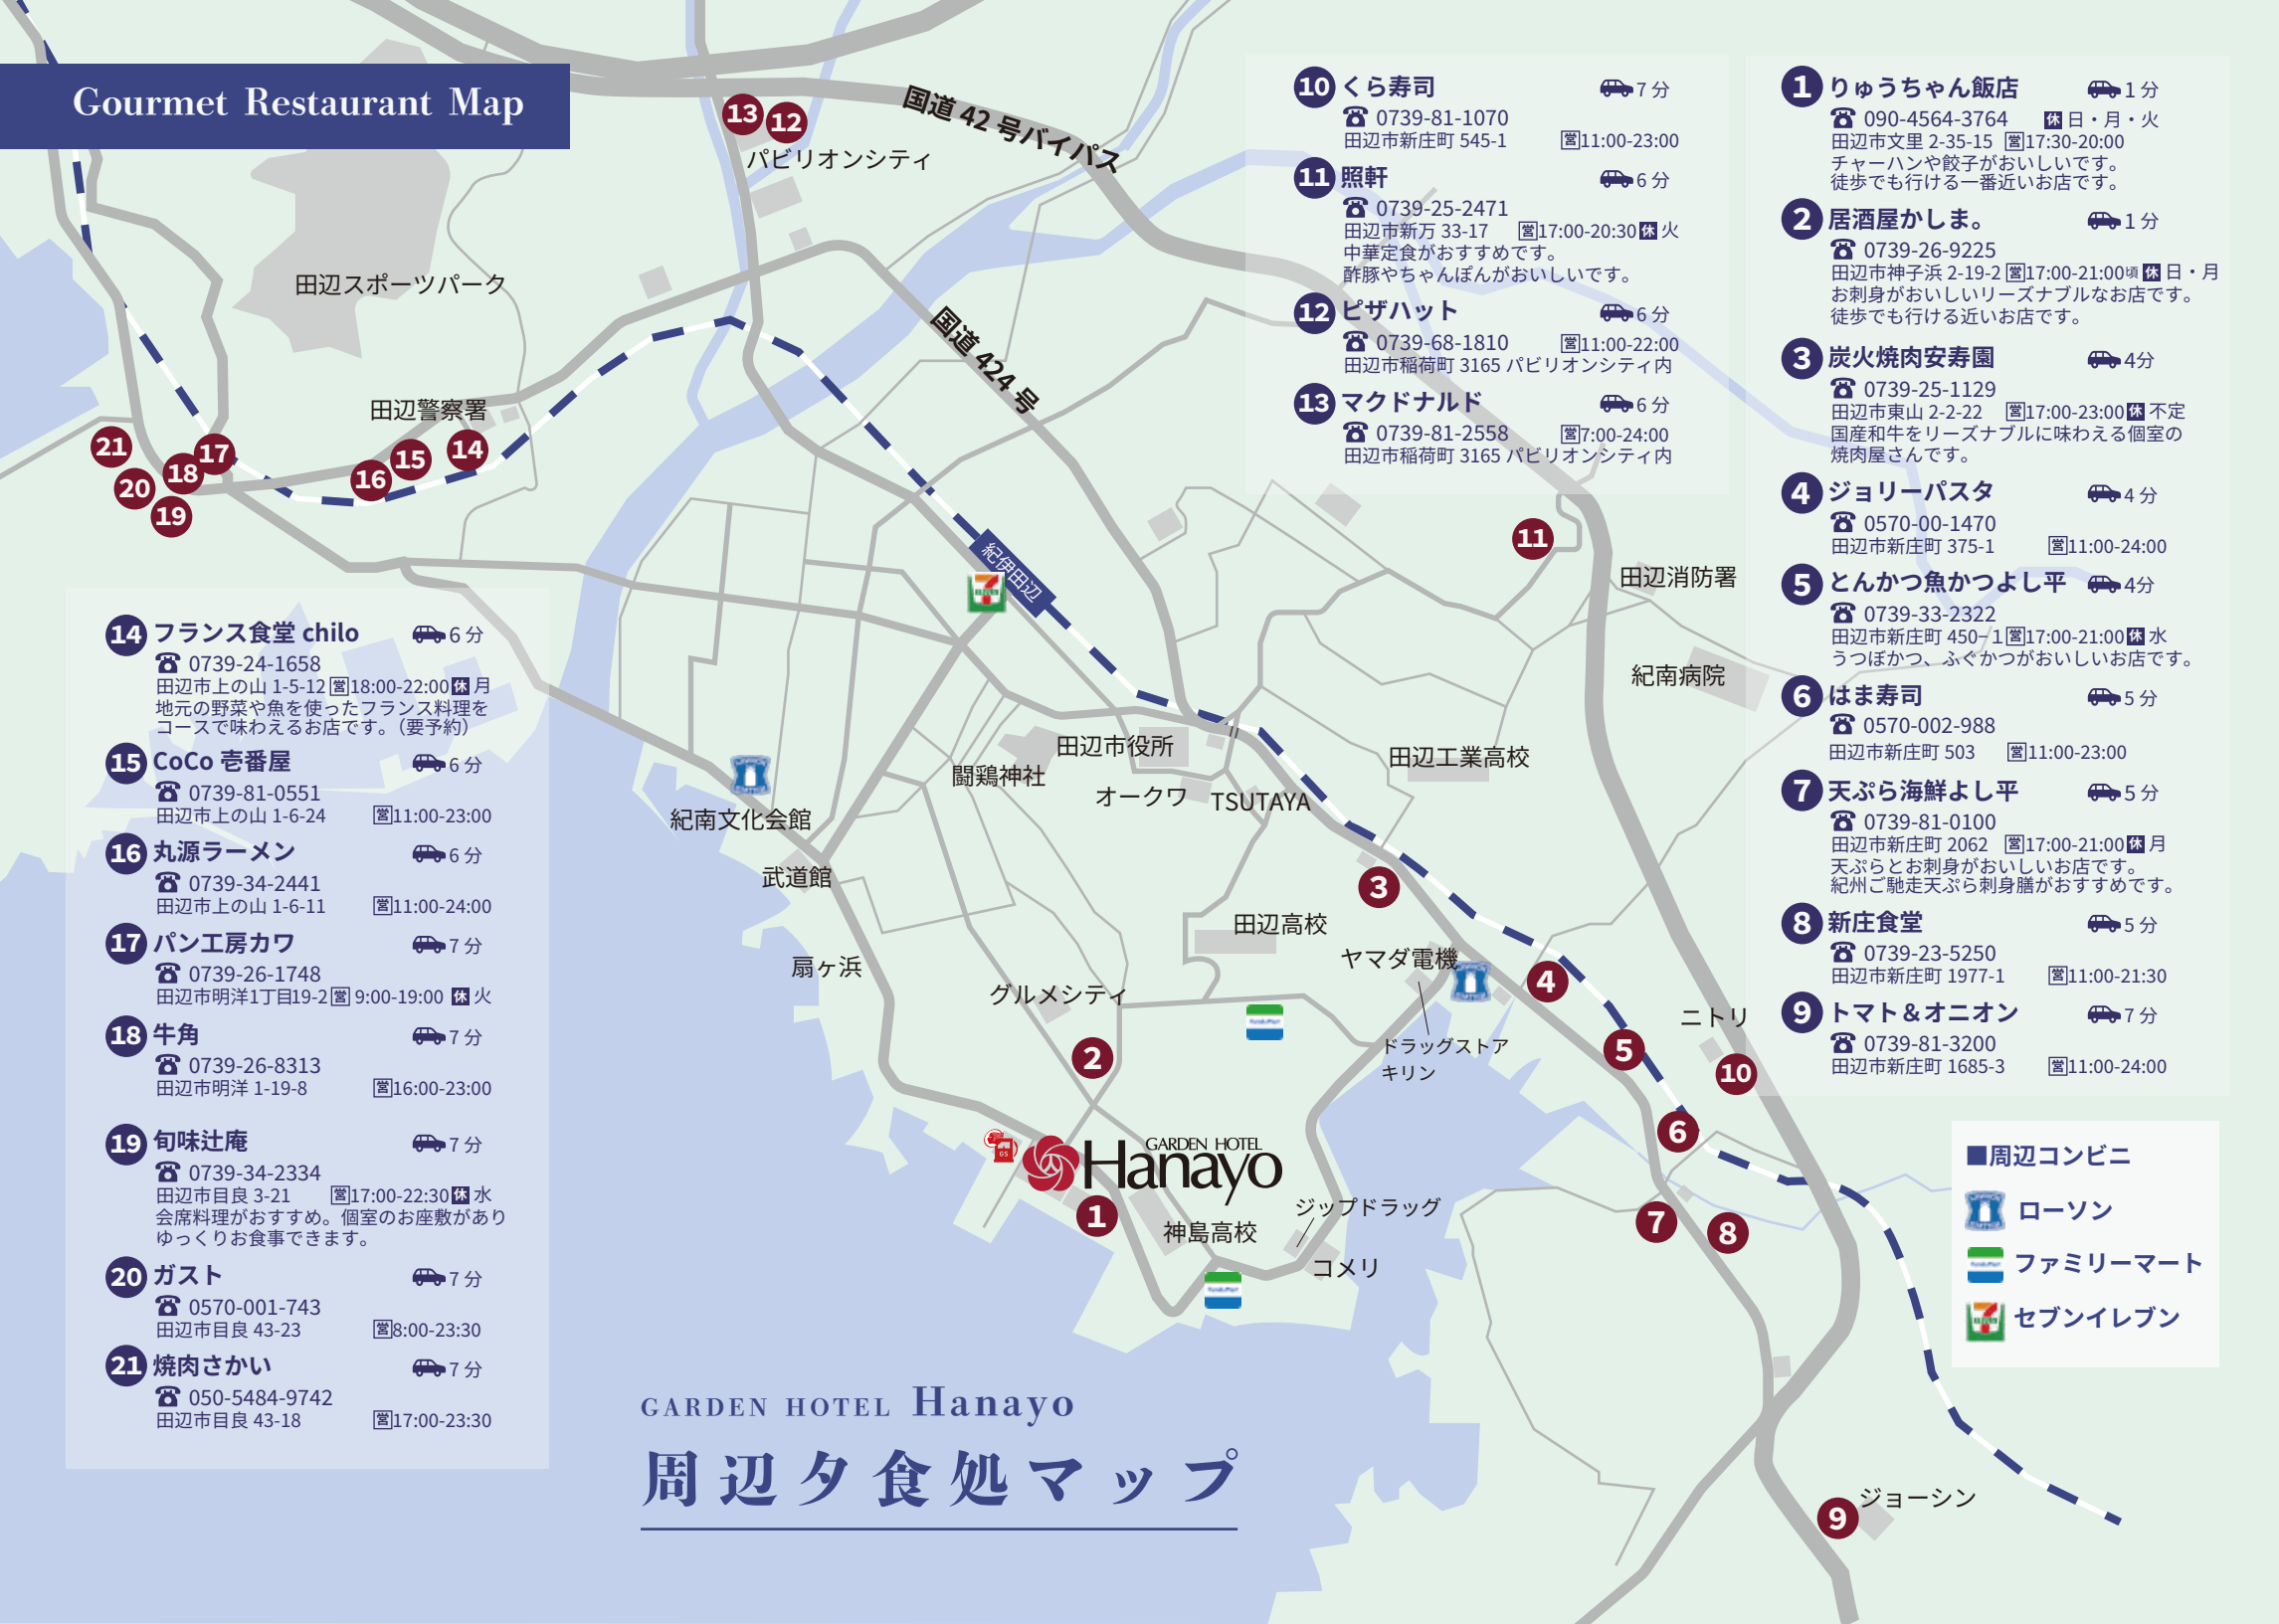 Gourmet Restaurant Map
国道 42 号バイパス
国道 424 号
パビリオンシティ
田辺スポーツパーク
田辺警察署
紀伊田辺
田辺消防署
紀南病院
田辺市役所
闘鶏神社
オークワ
TSUTAYA
田辺工業高校
紀南文化会館
武道館
扇ヶ浜
田辺高校
ヤマダ電機
グルメシティ
ドラッグストア
キリン
ニトリ
GARDEN HOTEL
Hanayo
神島高校
ジップドラッグ
コメリ
ジョーシン
13
12
21
20
19
18
17
16
15
14
11
3
4
5
10
2
6
1
7
8
9
10 くら寿司 7 分
0739-81-1070
田辺市新庄町 545-1 営11:00-23:00
11 照軒 6 分
0739-25-2471
田辺市新万 33-17 営17:00-20:30 休 火
中華定食がおすすめです。
酢豚やちゃんぽんがおいしいです。
12 ピザハット 6 分
0739-68-1810 営11:00-22:00
田辺市稲荷町 3165 パビリオンシティ内
13 マクドナルド 6 分
0739-81-2558 営7:00-24:00
田辺市稲荷町 3165 パビリオンシティ内
1 りゅうちゃん飯店 1 分
090-4564-3764 休 日・月・火
田辺市文里 2-35-15 営17:30-20:00
チャーハンや餃子がおいしいです。
徒歩でも行ける一番近いお店です。
2 居酒屋かしま。 1 分
0739-26-9225
田辺市神子浜 2-19-2 営17:00-21:00頃 休 日・月
お刺身がおいしいリーズナブルなお店です。
徒歩でも行ける近いお店です。
3 炭火焼肉安寿園 4分
0739-25-1129
田辺市東山 2-2-22 営17:00-23:00 休 不定
国産和牛をリーズナブルに味わえる個室の
焼肉屋さんです。
4 ジョリーパスタ 4 分
0570-00-1470
田辺市新庄町 375-1 営11:00-24:00
5 とんかつ魚かつよし平 4分
0739-33-2322
田辺市新庄町 450−1 営17:00-21:00 休 水
うつぼかつ、ふぐかつがおいしいお店です。
6 はま寿司 5 分
0570-002-988
田辺市新庄町 503 営11:00-23:00
7 天ぷら海鮮よし平 5 分
0739-81-0100
田辺市新庄町 2062 営17:00-21:00 休 月
天ぷらとお刺身がおいしいお店です。
紀州ご馳走天ぷら刺身膳がおすすめです。
8 新庄食堂 5 分
0739-23-5250
田辺市新庄町 1977-1 営11:00-21:30
9 トマト＆オニオン 7 分
0739-81-3200
田辺市新庄町 1685-3 営11:00-24:00
14 フランス食堂 chilo 6 分
0739-24-1658
田辺市上の山 1-5-12 営18:00-22:00 休 月
地元の野菜や魚を使ったフランス料理を
コースで味わえるお店です。（要予約）
15 CoCo 壱番屋 6 分
0739-81-0551
田辺市上の山 1-6-24 営11:00-23:00
16 丸源ラーメン 6 分
0739-34-2441
田辺市上の山 1-6-11 営11:00-24:00
17 パン工房カワ 7 分
0739-26-1748
田辺市明洋1丁目19-2 営 9:00-19:00 休 火
18 牛角 7 分
0739-26-8313
田辺市明洋 1-19-8 営16:00-23:00
19 旬味辻庵 7 分
0739-34-2334
田辺市目良 3-21 営17:00-22:30 休 水
会席料理がおすすめ。個室のお座敷があり
ゆっくりお食事できます。
20 ガスト 7 分
0570-001-743
田辺市目良 43-23 営8:00-23:30
21 焼肉さかい 7 分
050-5484-9742
田辺市目良 43-18 営17:00-23:30
■周辺コンビニ
ローソン
ファミリーマート
セブンイレブン
GARDEN HOTEL Hanayo
周辺夕食処マップ